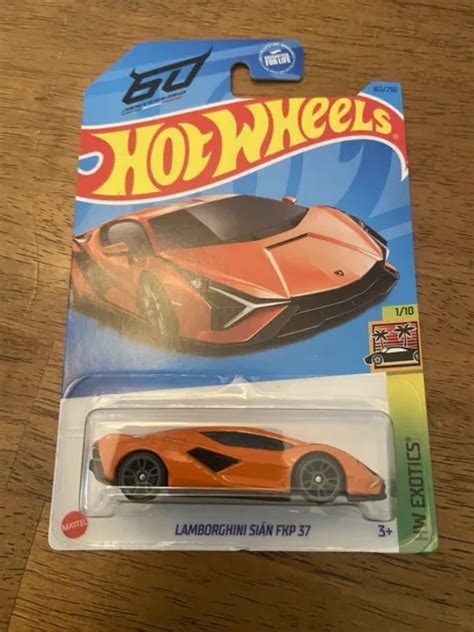 60
FOR LIFE
HOT WHEELS
1/10
HW EXOTICS
MATTEL
LAMBORGHINI SIÁN FKP 37
3+